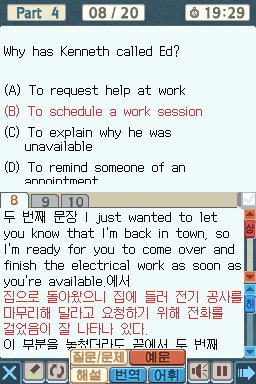 Part 4
08 / 20
19:29
Why has Kenneth called Ed?
(A) To request help at work
(B) To schedule a work session
(C) To explain why he was
unavailable
(D) To remind someone of an
appointment
8 9 10
두 번째 문장 I just wanted to let
you know that I'm back in town, so
I'm ready for you to come over and
finish the electrical work as soon as
you're available.에서
집으로 돌아왔으니 집에 들러 전기 공사를
마무리해 달라고 요청하기 위해 전화를
걸었음이 잘 나타나 있다.
이 부분을 놓쳤더라도 끝에서 두 번째
상
하
질문/문제 예문
해설 번역 어휘